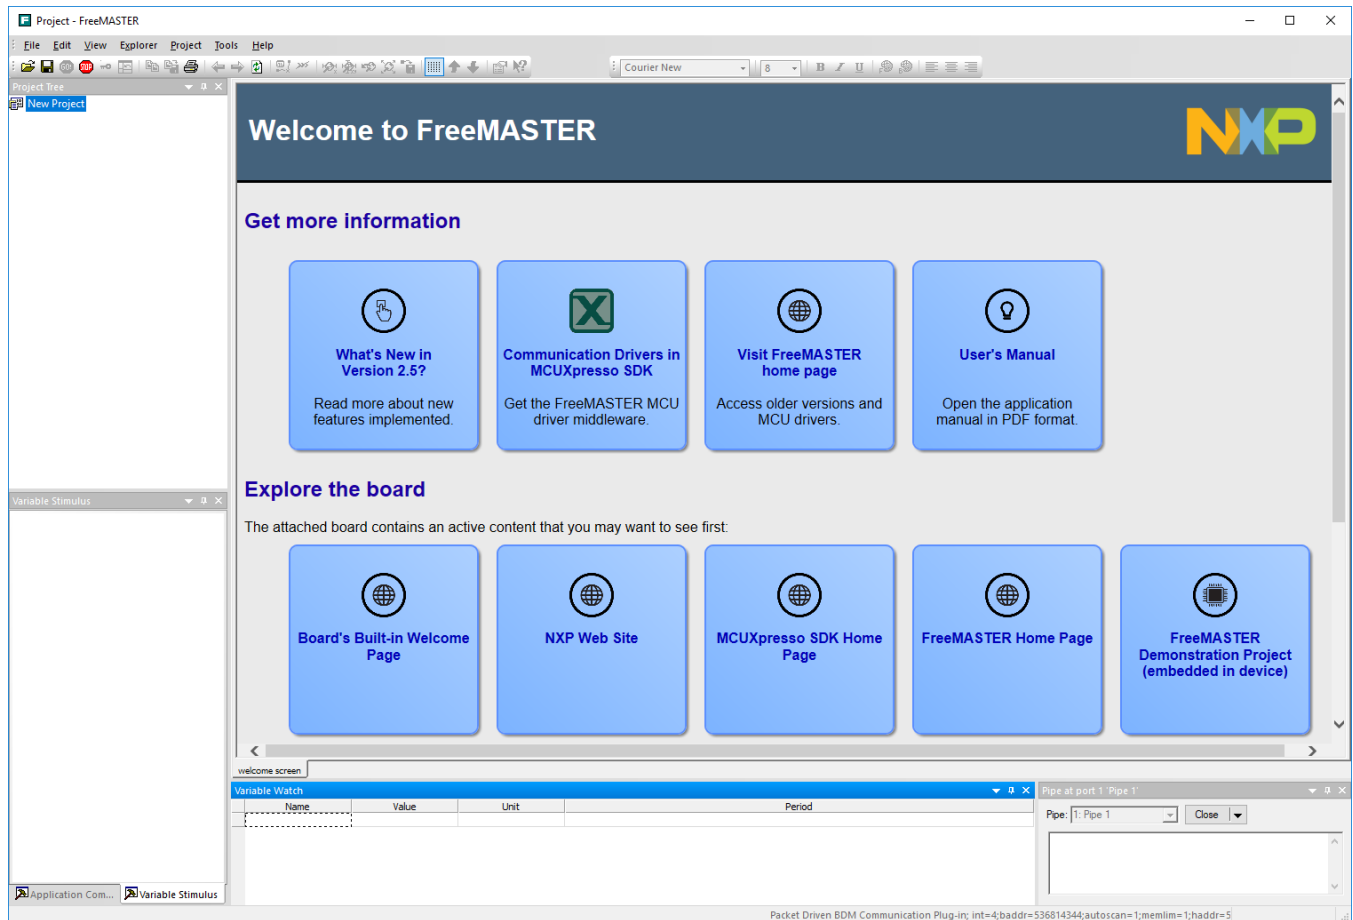 Project - FreeMASTER
File Edit View Explorer Project Tools Help
Courier New 8 B I U
Project Tree
New Project
Welcome to FreeMASTER
NXP
Get more information
What's New in
Version 2.5?
Read more about new
features implemented.
Communication Drivers in
MCUXpresso SDK
Get the FreeMASTER MCU
driver middleware.
Visit FreeMASTER
home page
Access older versions and
MCU drivers.
User's Manual
Open the application
manual in PDF format.
Explore the board
The attached board contains an active content that you may want to see first:
Board's Built-in Welcome
Page
NXP Web Site
MCUXpresso SDK Home
Page
FreeMASTER Home Page
FreeMASTER
Demonstration Project
(embedded in device)
Variable Stimulus
welcome screen
Variable Watch
Name Value Unit Period
Pipe at port 1 'Pipe 1'
Pipe: 1: Pipe 1 Close
Application Com... Variable Stimulus
Packet Driven BDM Communication Plug-in; int=4;baddr=536814344;autoscan=1;memlim=1;haddr=5